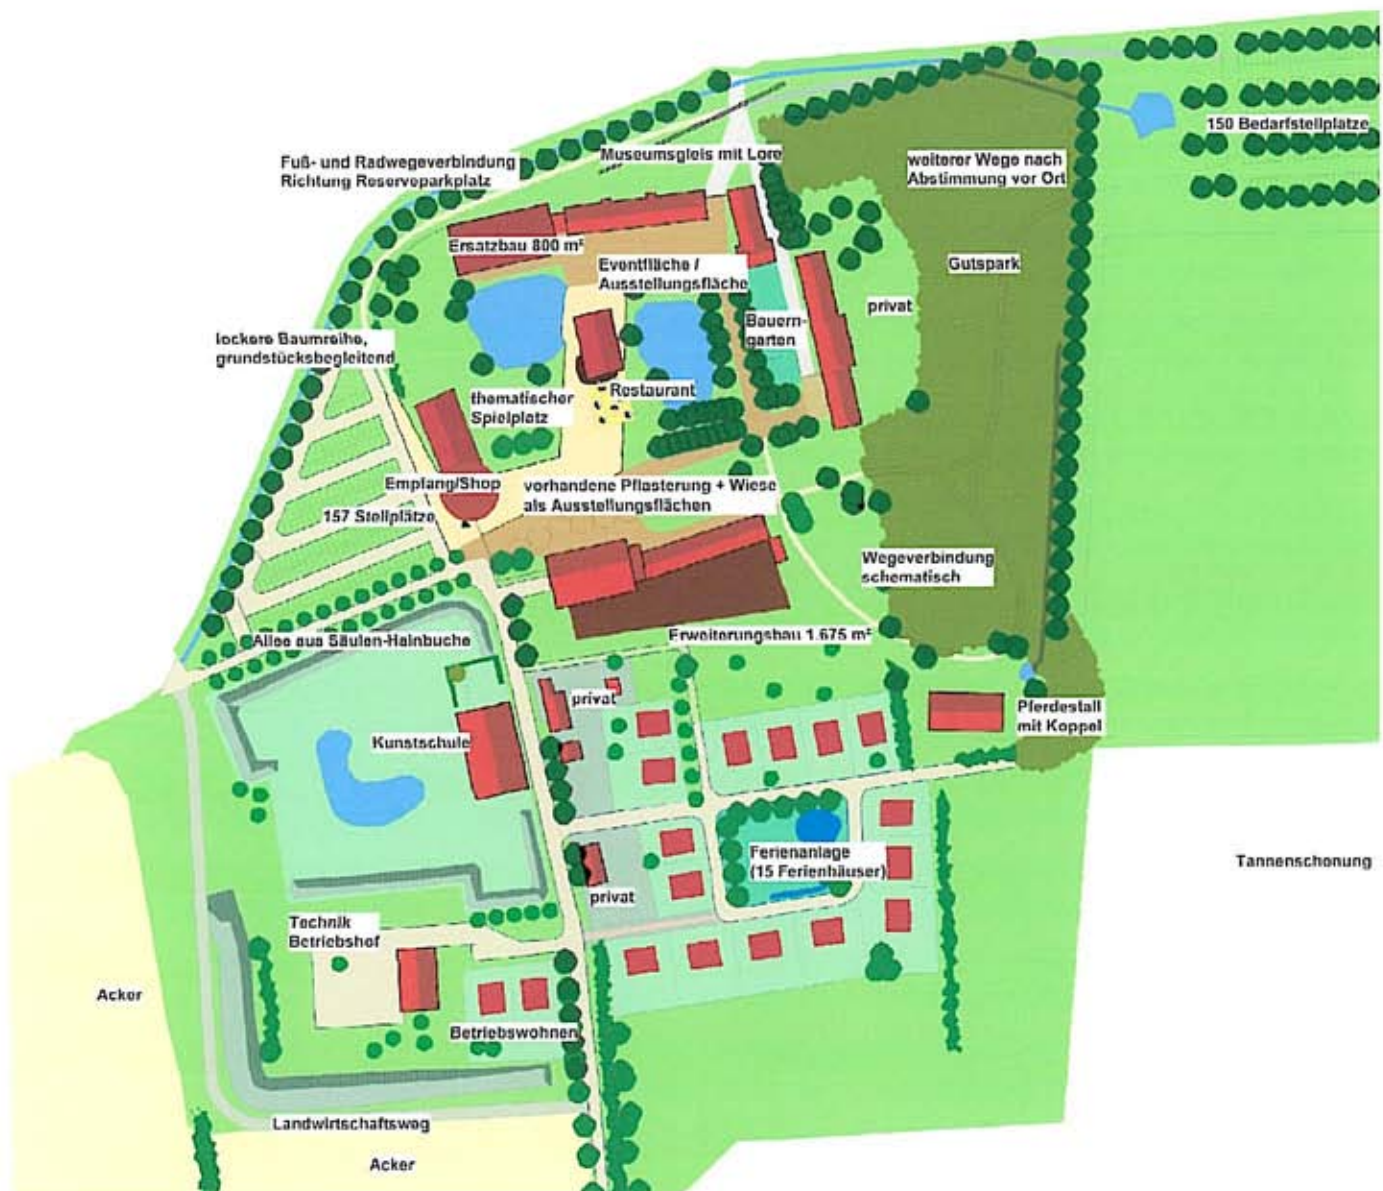 150 Bedarfstellplatze
Museumsgleis mit Lore
Fuß- und Radwegeverbindung
Richtung Reserveparkplatz
weiterer Wege nach
Abstimmung vor Ort
Ersatzbau 800 m²
Eventfläche /
Ausstellungsfläche
Gutspark
privat
Bauern-
garten
lockere Baumreihe,
grundstücksbegleitend
thematischer
Spielplatz
Restaurant
Empfang/Shop
vorhandene Pflasterung + Wiese
als Ausstellungsflächen
157 Stellplätze
Wegeverbindung
schematisch
Allee aus Säulen-Hainbuche
Erweiterungsbau 1.675 m²
privat
Pferdestall
mit Koppel
Kunstschule
Ferienanlage
(15 Ferienhäuser)
Tannenschonung
privat
Technik
Betriebshof
Acker
Betriebswohnen
Landwirtschaftsweg
Acker